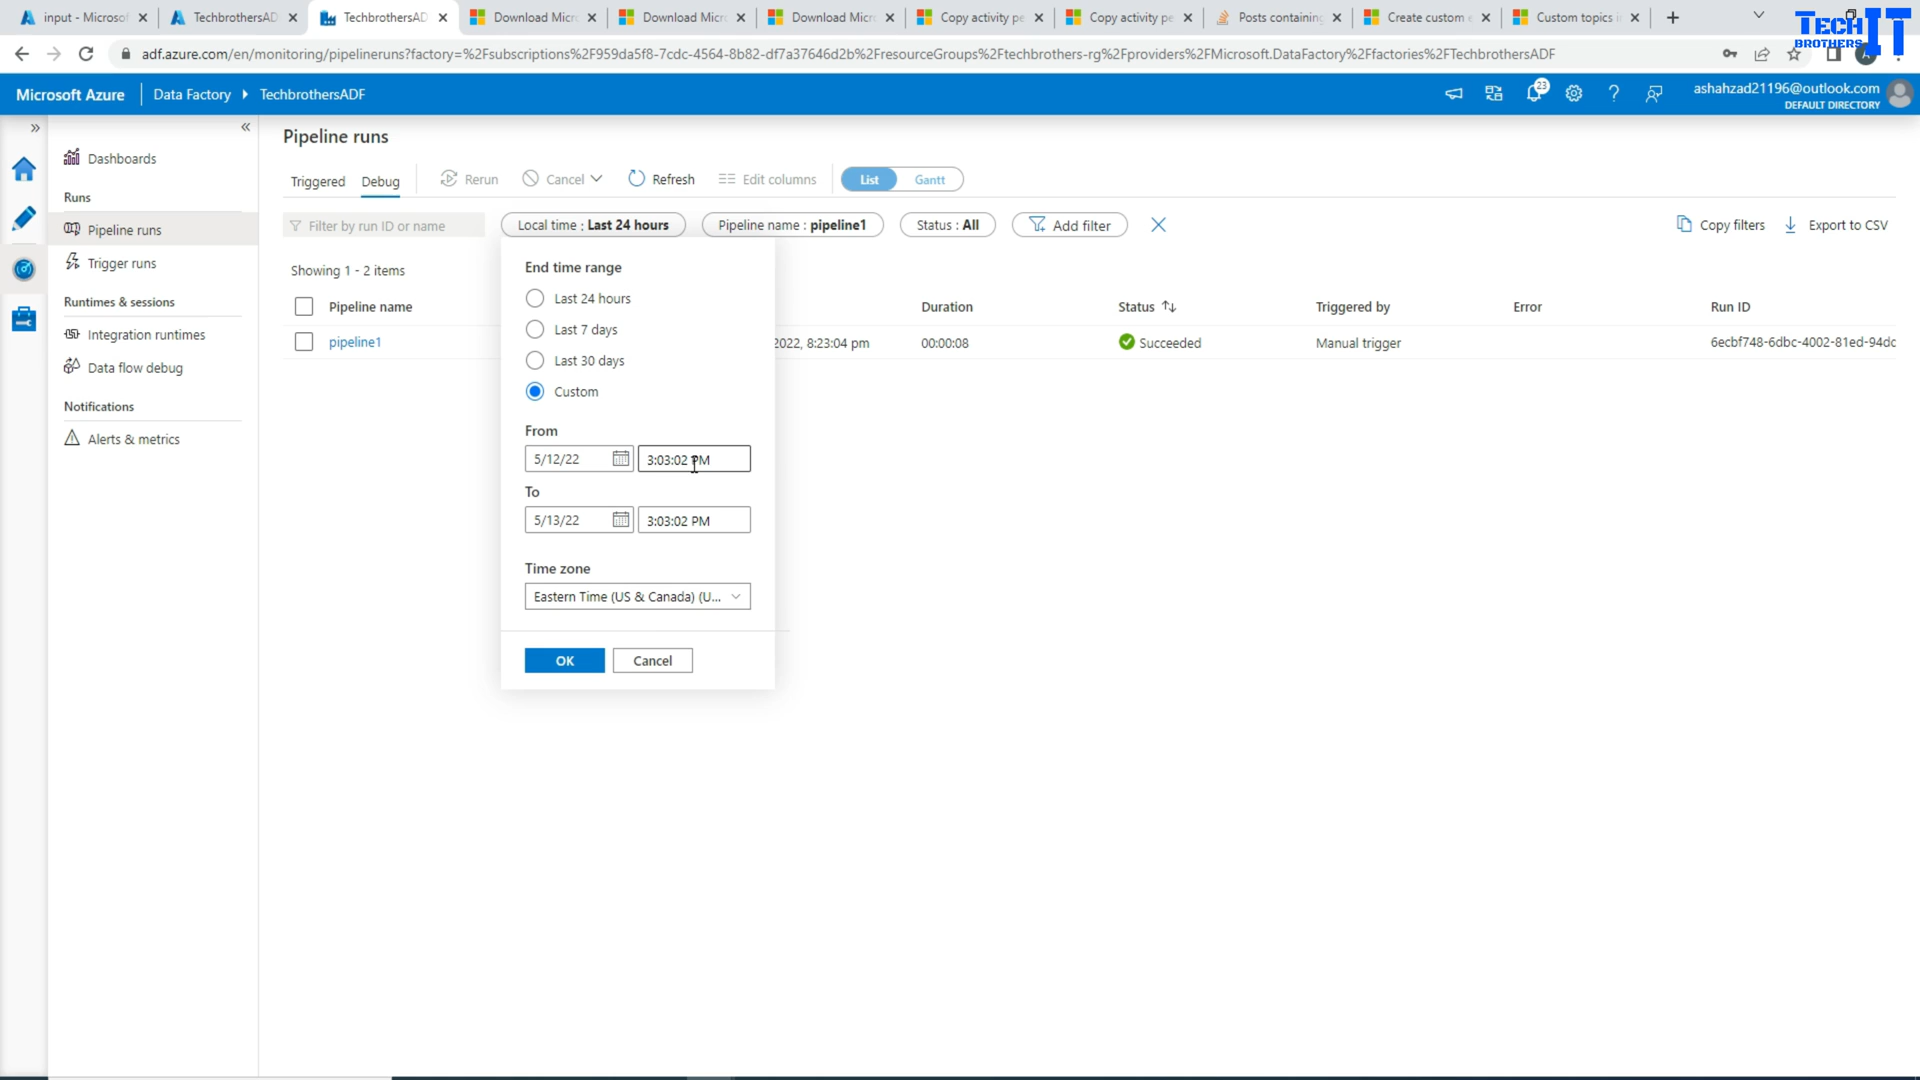 input - Microsof
TechbrothersAD
TechbrothersAD
Download Micr
Download Micr
Download Micr
Copy activity pe
Copy activity pe
Posts containing
Create custom e
Custom topics i
TECH IT
BROTHERS
adf.azure.com/en/monitoring/pipelineruns?factory=%2Fsubscriptions%2F959da5f8-7cdc-4564-8b82-df7a37646d2b%2FresourceGroups%2Ftechbrothers-rg%2Fproviders%2FMicrosoft.DataFactory%2Ffactories%2FTechbrothersADF
Microsoft Azure
Data Factory
TechbrothersADF
23
ashahzad21196@outlook.com
DEFAULT DIRECTORY
Dashboards
Runs
Pipeline runs
Trigger runs
Runtimes & sessions
Integration runtimes
Data flow debug
Notifications
Alerts & metrics
Pipeline runs
Triggered
Debug
Rerun
Cancel
Refresh
Edit columns
List
Gantt
Filter by run ID or name
Local time : Last 24 hours
Pipeline name : pipeline1
Status : All
Add filter
Copy filters
Export to CSV
Showing 1 - 2 items
Pipeline name
Duration
Status
Triggered by
Error
Run ID
pipeline1
2022, 8:23:04 pm
00:00:08
Succeeded
Manual trigger
6ecbf748-6dbc-4002-81ed-94dc
End time range
Last 24 hours
Last 7 days
Last 30 days
Custom
From
5/12/22
3:03:02 PM
To
5/13/22
3:03:02 PM
Time zone
Eastern Time (US & Canada) (U...
OK
Cancel